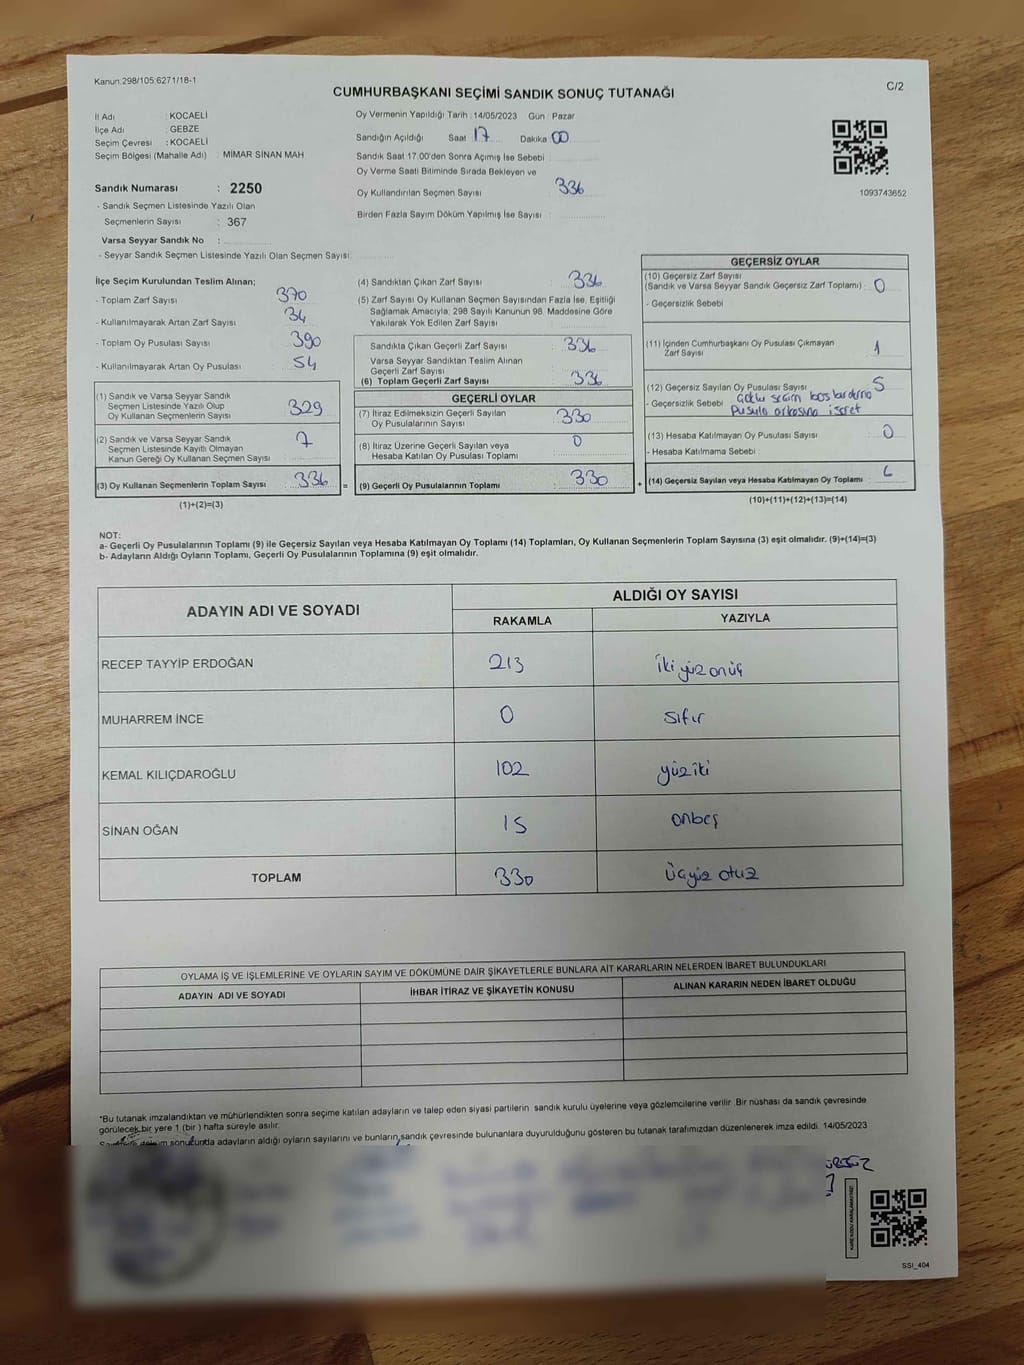 Kanun:298/105:6271/18-1
C/2
CUMHURBAŞKANI SEÇİMİ SANDIK SONUÇ TUTANAĞI
İl Adı : KOCAELİ
İlçe Adı : GEBZE
Seçim Çevresi : KOCAELİ
Seçim Bölgesi (Mahalle Adı) : MİMAR SİNAN MAH
Sandık Numarası : 2250
- Sandık Seçmen Listesinde Yazılı Olan
Seçmenlerin Sayısı : 367
Varsa Seyyar Sandık No :
- Seyyar Sandık Seçmen Listesinde Yazılı Olan Seçmen Sayısı:
Oy Vermenin Yapıldığı Tarih :14/05/2023 Gün : Pazar
Sandığın Açıldığı Saat 17 Dakika 00
Sandık Saat 17:00'den Sonra Açımış İse Sebebi :
Oy Verme Saati Bitiminde Sırada Bekleyen ve
Oy Kullandırılan Seçmen Sayısı : 336
Birden Fazla Sayım Döküm Yapılmış İse Sayısı :
1093743652
İlçe Seçim Kurulundan Teslim Alınan;
- Toplam Zarf Sayısı : 370
- Kullanılmayarak Artan Zarf Sayısı : 34
- Toplam Oy Pusulası Sayısı : 390
- Kullanılmayarak Artan Oy Pusulası : 54
(1) Sandık ve Varsa Seyyar Sandık
Seçmen Listesinde Yazılı Olup
Oy Kullanan Seçmenlerin Sayısı : 329
(2) Sandık ve Varsa Seyyar Sandık
Seçmen Listesinde Kayıtlı Olmayan
Kanun Gereği Oy Kullanan Seçmen Sayısı : 7
(3) Oy Kullanan Seçmenlerin Toplam Sayısı : 336
(1)+(2)=(3)
(4) Sandıktan Çıkan Zarf Sayısı : 336
(5) Zarf Sayısı Oy Kullanan Seçmen Sayısından Fazla İse, Eşitliği
Sağlamak Amacıyla; 298 Sayılı Kanunun 98. Maddesine Göre
Yakılarak Yok Edilen Zarf Sayısı :
Sandıkta Çıkan Geçerli Zarf Sayısı : 336
Varsa Seyyar Sandıktan Teslim Alınan
Geçerli Zarf Sayısı :
(6) Toplam Geçerli Zarf Sayısı : 336
GEÇERLİ OYLAR
(7) İtiraz Edilmeksizin Geçerli Sayılan
Oy Pusulalarının Sayısı : 330
(8) İtiraz Üzerine Geçerli Sayılan veya
Hesaba Katılan Oy Pusulası Toplamı : 0
= (9) Geçerli Oy Pusulalarının Toplamı : 330 +
GEÇERSİZ OYLAR
(10) Geçersiz Zarf Sayısı
(Sandık ve Varsa Seyyar Sandık Geçersiz Zarf Toplamı) : 0
- Geçersizlik Sebebi :
(11) İçinden Cumhurbaşkanı Oy Pusulası Çıkmayan
Zarf Sayısı : 1
(12) Geçersiz Sayılan Oy Pusulası Sayısı : 5
- Geçersizlik Sebebi :
pusula arkasına işaret
(13) Hesaba Katılmayan Oy Pusulası Sayısı : 0
- Hesaba Katılmama Sebebi :
(14) Geçersiz Sayılan veya Hesaba Katılmayan Oy Toplamı : 6
(10)+(11)+(12)+(13)=(14)
NOT:
a- Geçerli Oy Pusulalarının Toplamı (9) ile Geçersiz Sayılan veya Hesaba Katılmayan Oy Toplamı (14) Toplamları, Oy Kullanan Seçmenlerin Toplam Sayısına (3) eşit olmalıdır. (9)+(14)=(3)
b- Adayların Aldığı Oyların Toplamı, Geçerli Oy Pusulalarının Toplamına (9) eşit olmalıdır.
ADAYIN ADI VE SOYADI
ALDIĞI OY SAYISI
RAKAMLA YAZIYLA
RECEP TAYYİP ERDOĞAN 213 iki yüz onüç
MUHARREM İNCE 0 sıfır
KEMAL KILIÇDAROĞLU 102 yüziki
SİNAN OĞAN 15 onbeş
TOPLAM 330 Üçyüz otuz
OYLAMA İŞ VE İŞLEMLERİNE VE OYLARIN SAYIM VE DÖKÜMÜNE DAİR ŞİKAYETLERLE BUNLARA AİT KARARLARIN NELERDEN İBARET BULUNDUKLARI
ADAYIN ADI VE SOYADI İHBAR İTİRAZ VE ŞİKAYETİN KONUSU ALINAN KARARIN NEDEN İBARET OLDUĞU
*Bu tutanak imzalandıktan ve mühürlendikten sonra seçime katılan adayların ve talep eden siyasi partilerin sandık kurulu üyelerine veya gözlemcilerine verilir. Bir nüshası da sandık çevresinde
görülecek bir yere 1 (bir ) hafta süreyle asılır.
sonucunda adayların aldığı oyların sayılarını ve bunların sandık çevresinde bulunanlara duyurulduğunu gösteren bu tutanak tarafımızdan düzenlenerek imza edildi. 14/05/2023
KAREKODU KARALAMAYINIZ!
SSI_404